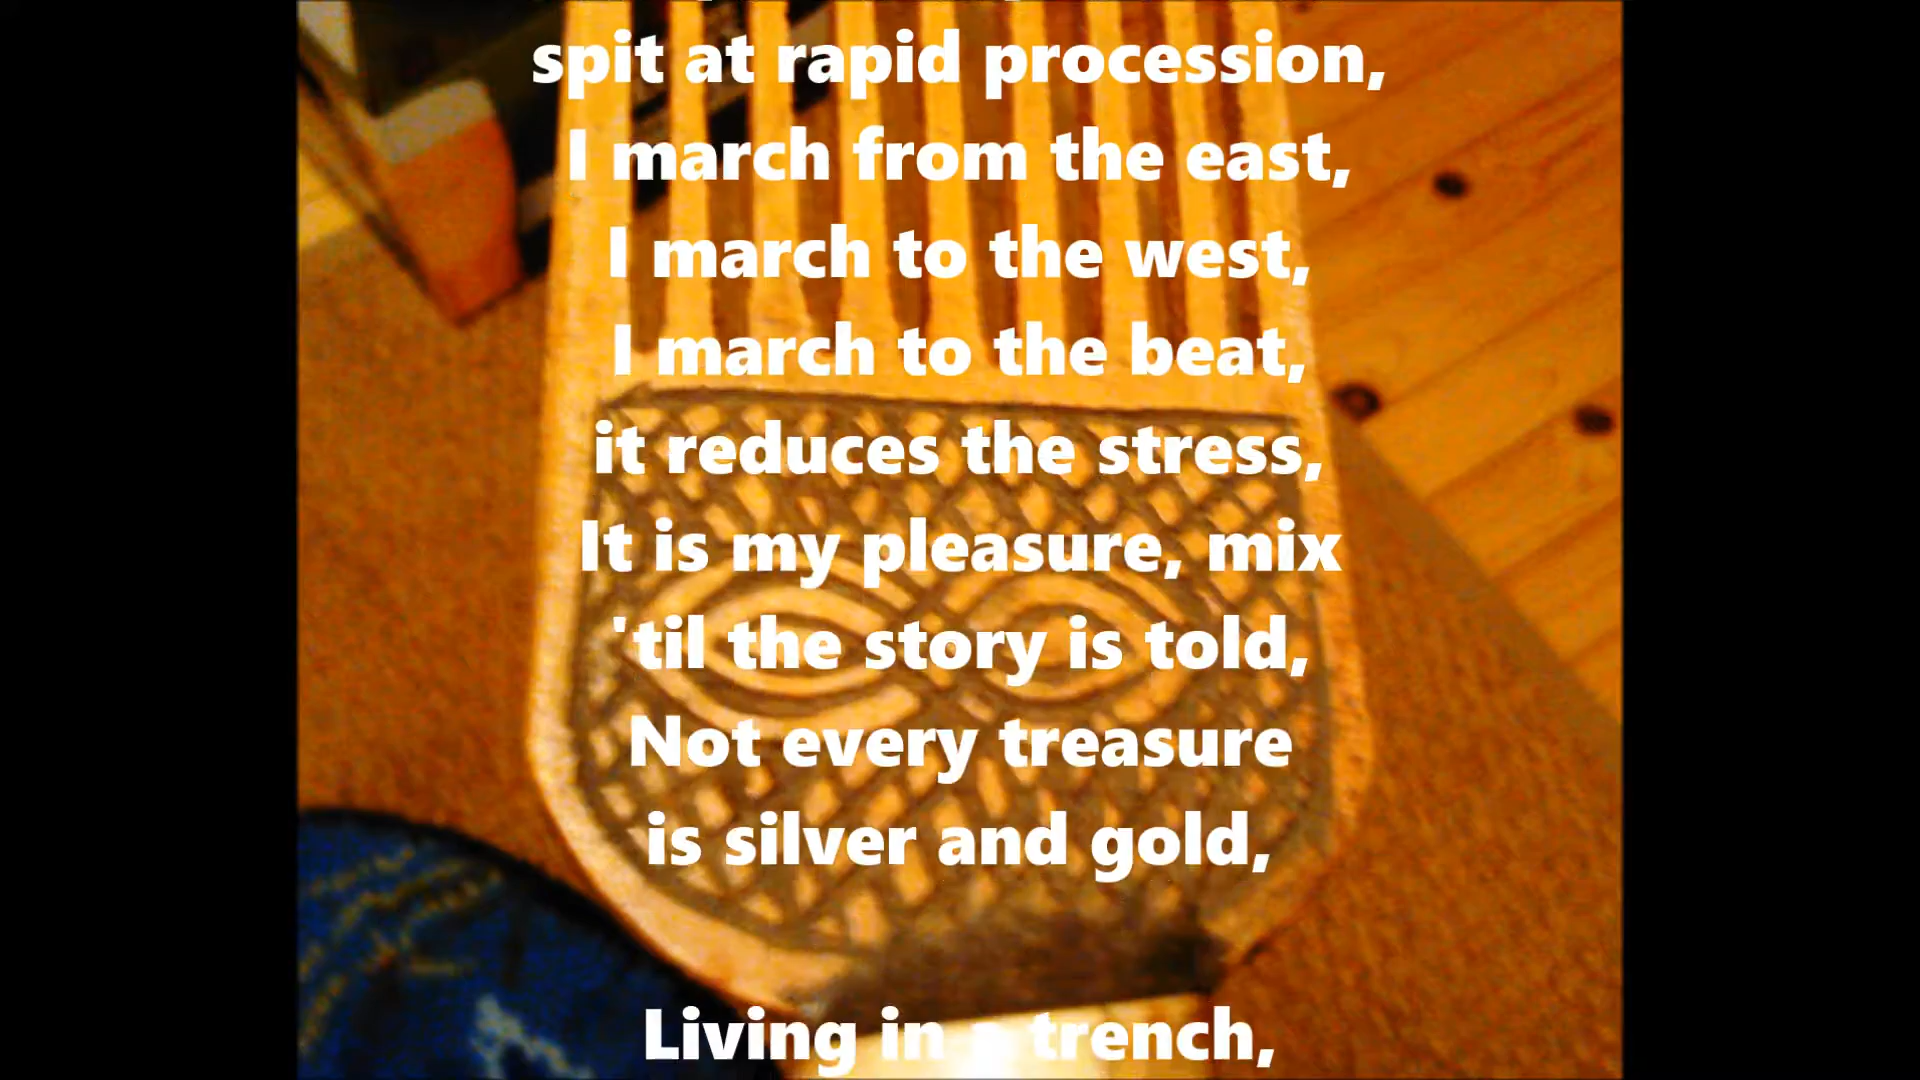 spit at rapid procession,
I march from the east,
I march to the west,
I march to the beat,
it reduces the stress,
It is my pleasure, mix
'til the story is told,
Not every treasure
is silver and gold,
Living in a trench,